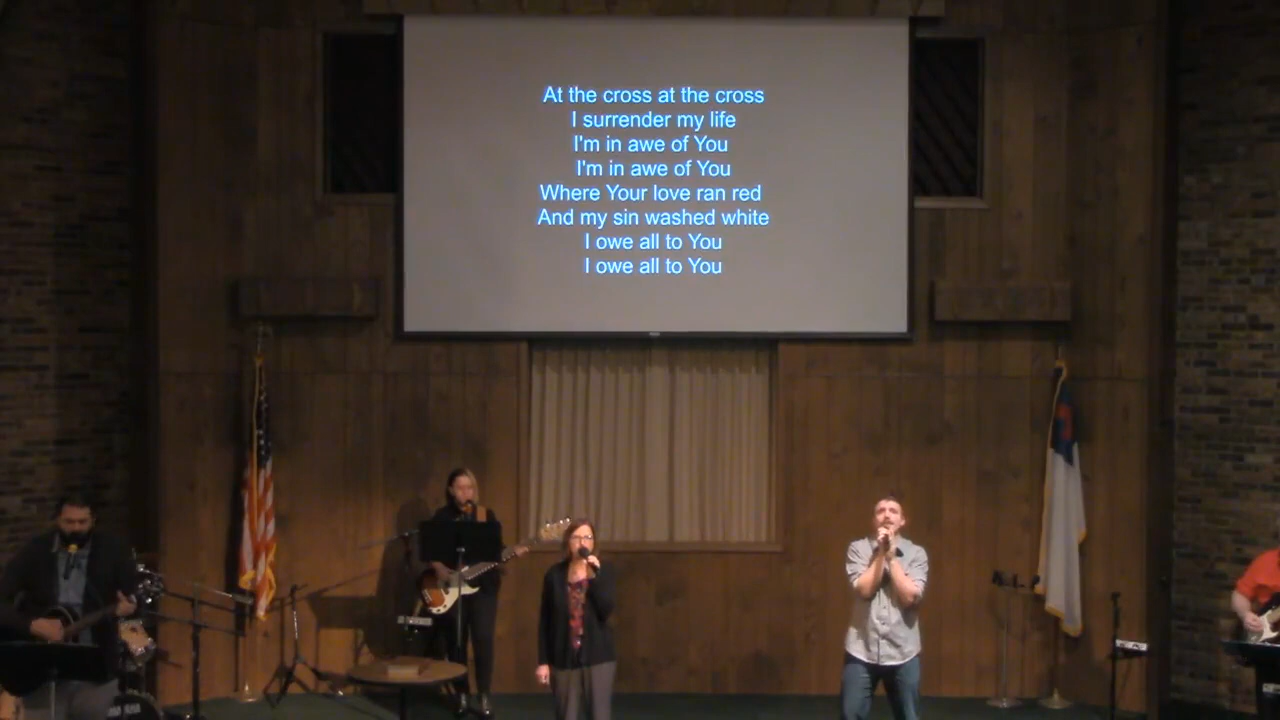 At the cross at the cross
I surrender my life
I'm in awe of You
I'm in awe of You
Where Your love ran red
And my sin washed white
I owe all to You
I owe all to You
YAMAHA